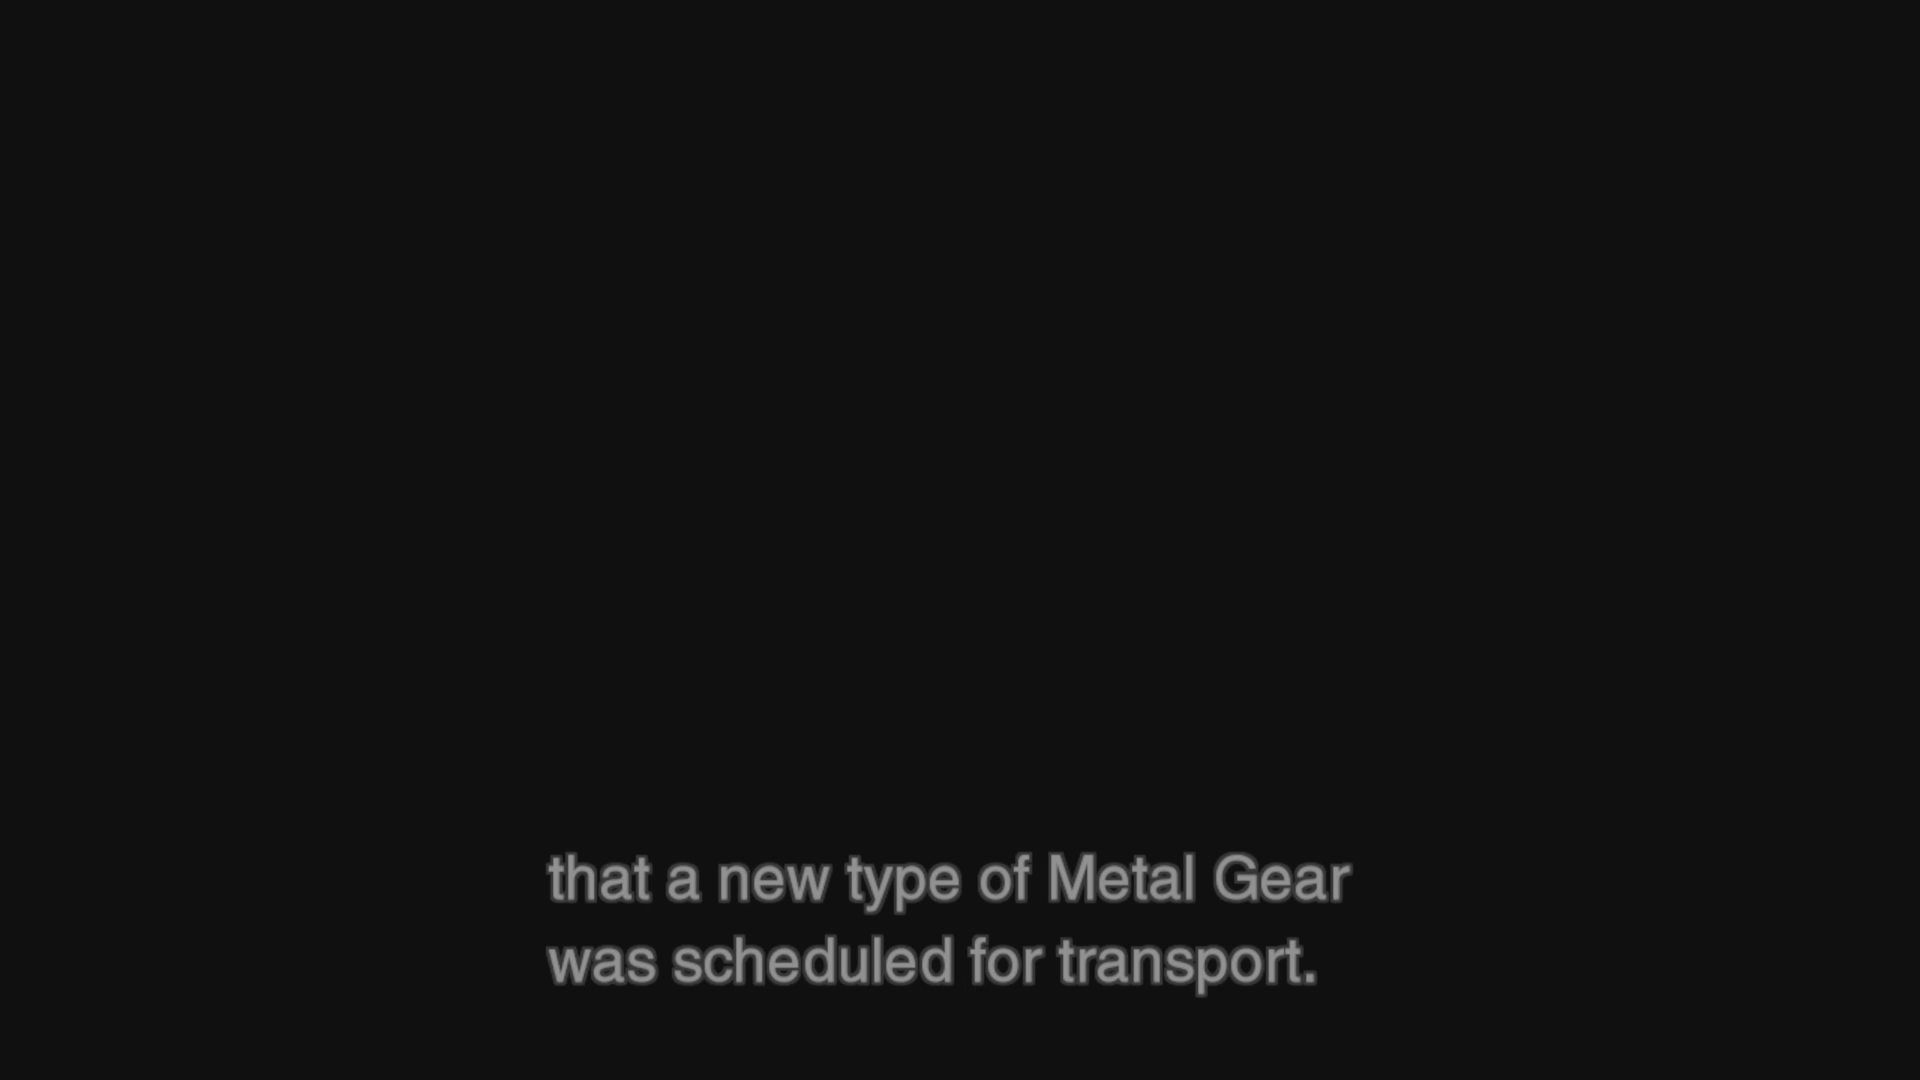 that a new type of Metal Gear
was scheduled for transport.